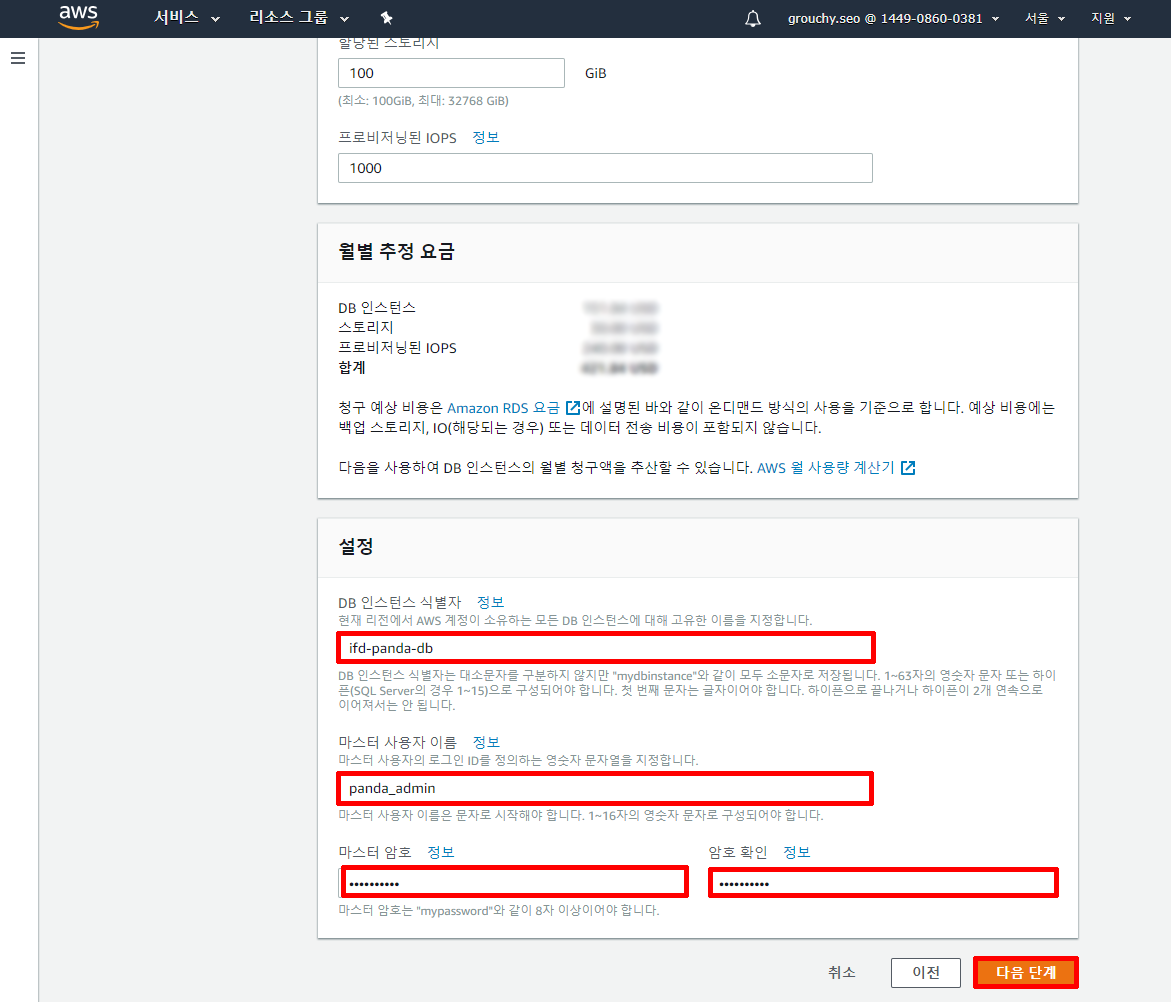 aws
서비스
리소스 그룹
grouchy.seo @ 1449-0860-0381
서울
지원
할당된 스토리지
100
GiB
(최소: 100GiB, 최대: 32768 GiB)
프로비저닝된 IOPS 정보
1000
월별 추정 요금
DB 인스턴스
스토리지
프로비저닝된 IOPS
합계
청구 예상 비용은 Amazon RDS 요금 에 설명된 바와 같이 온디맨드 방식의 사용을 기준으로 합니다. 예상 비용에는
백업 스토리지, IO(해당되는 경우) 또는 데이터 전송 비용이 포함되지 않습니다.
다음을 사용하여 DB 인스턴스의 월별 청구액을 추산할 수 있습니다. AWS 월 사용량 계산기
설정
DB 인스턴스 식별자 정보
현재 리전에서 AWS 계정이 소유하는 모든 DB 인스턴스에 대해 고유한 이름을 지정합니다.
ifd-panda-db
DB 인스턴스 식별자는 대소문자를 구분하지 않지만 "mydbinstance"와 같이 모두 소문자로 저장됩니다. 1~63자의 영숫자 문자 또는 하이
픈(SQL Server의 경우 1~15)으로 구성되어야 합니다. 첫 번째 문자는 글자이어야 합니다. 하이픈으로 끝나거나 하이픈이 2개 연속으로
이어져서는 안 됩니다.
마스터 사용자 이름 정보
마스터 사용자의 로그인 ID를 정의하는 영숫자 문자열을 지정합니다.
panda_admin
마스터 사용자 이름은 문자로 시작해야 합니다. 1~16자의 영숫자 문자로 구성되어야 합니다.
마스터 암호 정보
암호 확인 정보
••••••••••
••••••••••
마스터 암호는 "mypassword"와 같이 8자 이상이어야 합니다.
취소
이전
다음 단계